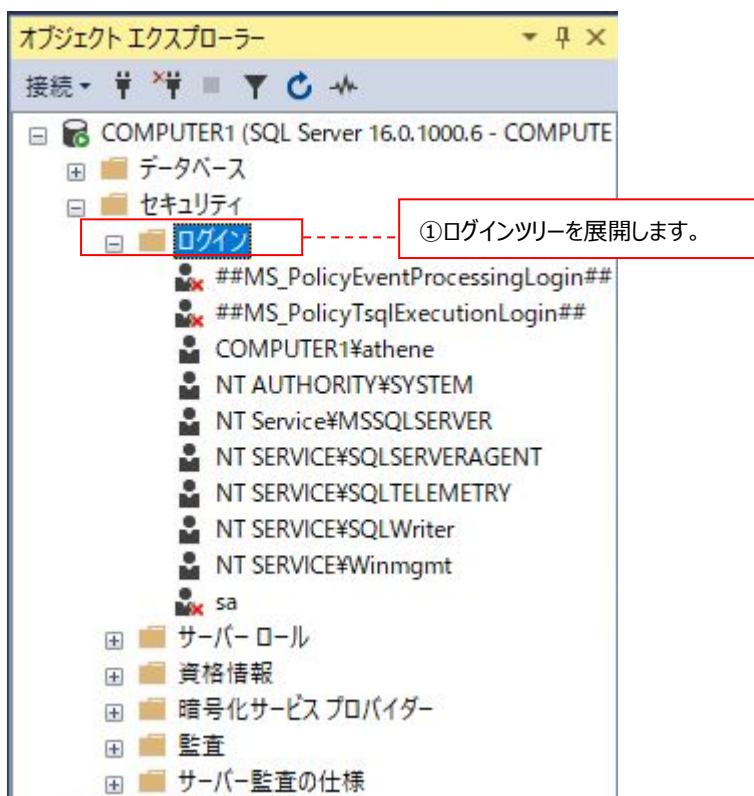 オブジェクト エクスプローラー
接続
COMPUTER1 (SQL Server 16.0.1000.6 - COMPUTE
データベース
セキュリティ
ログイン
①ログインツリーを展開します。
##MS_PolicyEventProcessingLogin##
##MS_PolicyTsqlExecutionLogin##
COMPUTER1¥athene
NT AUTHORITY¥SYSTEM
NT Service¥MSSQLSERVER
NT SERVICE¥SQLSERVERAGENT
NT SERVICE¥SQLTELEMETRY
NT SERVICE¥SQLWriter
NT SERVICE¥Winmgmt
sa
サーバー ロール
資格情報
暗号化サービス プロバイダー
監査
サーバー監査の仕様